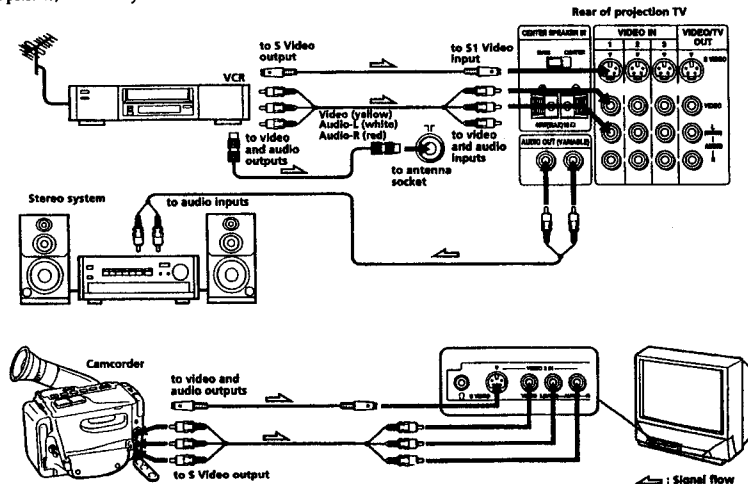 Rear of projection TV
CENTER SPEAKER IN
VIDEO IN
VIDEO/TV
OUT
1
2
3
CENTER
S VIDEO
VIDEO
AUDIO
AUDIO OUT (VARIABLE)
to S Video
output
to S1 Video
input
VCR
Video (yellow)
Audio-L (white)
Audio-R (red)
to video
and audio
outputs
to video
and audio
inputs
to antenna
socket
Stereo system
to audio inputs
Camcorder
to video and
audio outputs
to S Video output
S VIDEO
VIDEO
: Signal flow